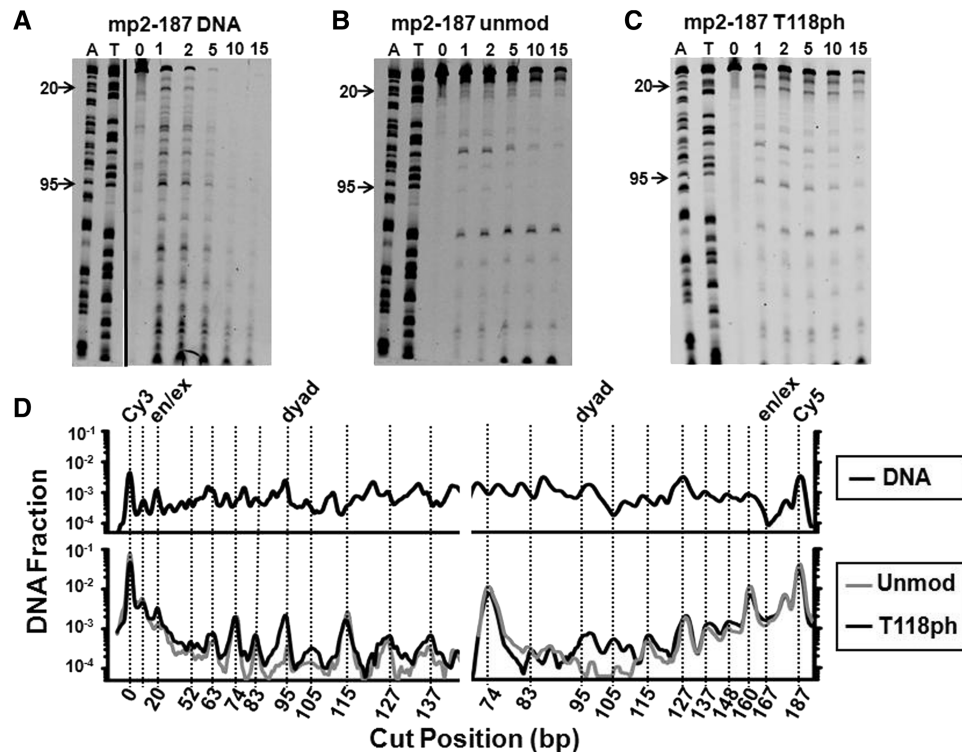 A
mp2-187 DNA
A T 0 1 2 5 10 15
20
95
B
mp2-187 unmod
A T 0 1 2 5 10 15
20
95
C
mp2-187 T118ph
A T 0 1 2 5 10 15
20
95
D
Cy3 en/ex dyad dyad en/ex Cy5
DNA Fraction
10-1
10-2
10-3
10-4
DNA
10-1
10-2
10-3
10-4
Unmod
T118ph
0 20 52 63 74 83 95 105 115 127 137 74 83 95 105 115 127 137 148 160 167 187
Cut Position (bp)